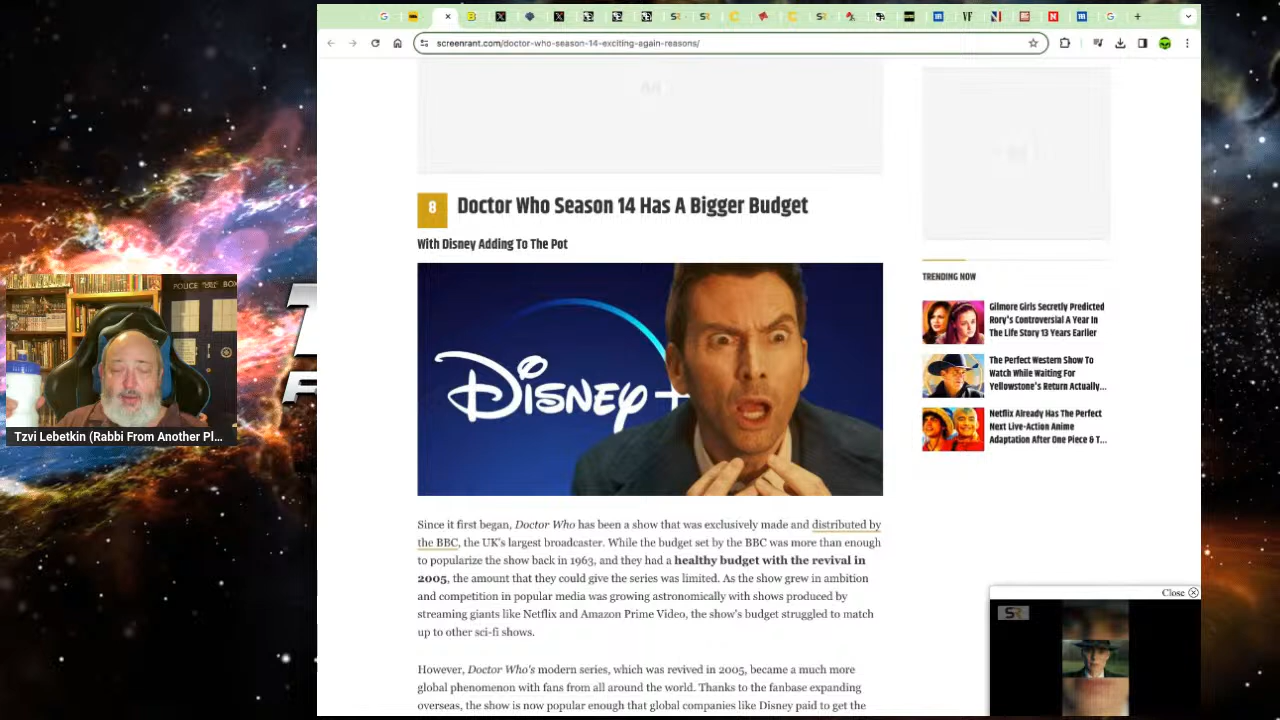 screenrant.com/doctor-who-season-14-exciting-again-reasons/
8 Doctor Who Season 14 Has A Bigger Budget
With Disney Adding To The Pot
Disney+
Since it first began, Doctor Who has been a show that was exclusively made and distributed by
the BBC, the UK's largest broadcaster. While the budget set by the BBC was more than enough
to popularize the show back in 1963, and they had a healthy budget with the revival in
2005, the amount that they could give the series was limited. As the show grew in ambition
and competition in popular media was growing astronomically with shows produced by
streaming giants like Netflix and Amazon Prime Video, the show's budget struggled to match
up to other sci-fi shows.
However, Doctor Who's modern series, which was revived in 2005, became a much more
global phenomenon with fans from all around the world. Thanks to the fanbase expanding
overseas, the show is now popular enough that global companies like Disney paid to get the
TRENDING NOW
Gilmore Girls Secretly Predicted
Rory's Controversial A Year In
The Life Story 13 Years Earlier
The Perfect Western Show To
Watch While Waiting For
Yellowstone's Return Actually...
Netflix Already Has The Perfect
Next Live-Action Anime
Adaptation After One Piece & T...
Close
SR
POLICE BOX
Tzvi Lebetkin (Rabbi From Another Pl...